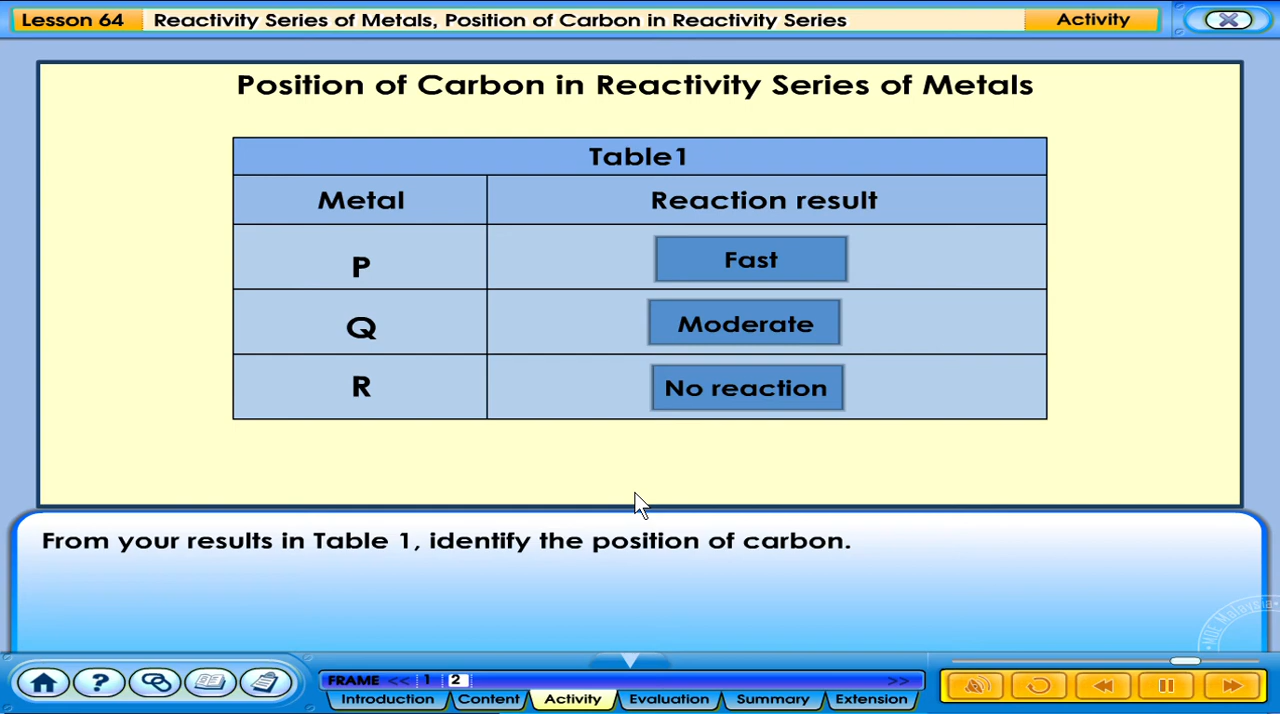 Lesson 64
Reactivity Series of Metals, Position of Carbon in Reactivity Series
Activity
Position of Carbon in Reactivity Series of Metals
Table1
Metal
Reaction result
P
Fast
Q
Moderate
R
No reaction
From your results in Table 1, identify the position of carbon.
MDE Malaysia
?
FRAME << 1 2 >>
Introduction
Content
Activity
Evaluation
Summary
Extension